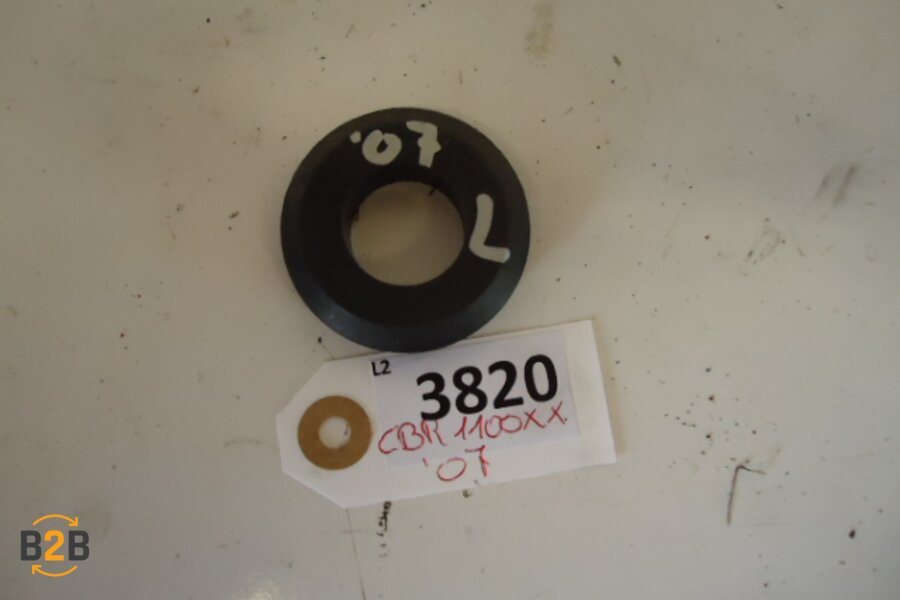 '07
L
L2
3820
CBR 1100XX
'07
B2B